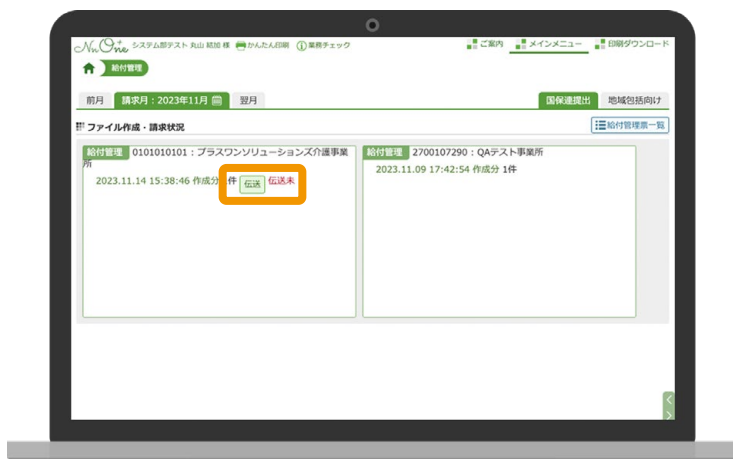 NnOne システム部テスト 丸山 結加 様 かんたん印刷 業務チェック ご案内 メインメニュー 印刷ダウンロード
給付管理
前月 請求月：2023年11月 翌月 国保連提出 地域包括向け
ファイル作成・請求状況 給付管理票一覧
給付管理 0101010101：プラスワンソリューションズ介護事業
所
2023.11.14 15:38:46 作成分 件 伝送 伝送未
給付管理 2700107290：QAテスト事業所
2023.11.09 17:42:54 作成分 1件